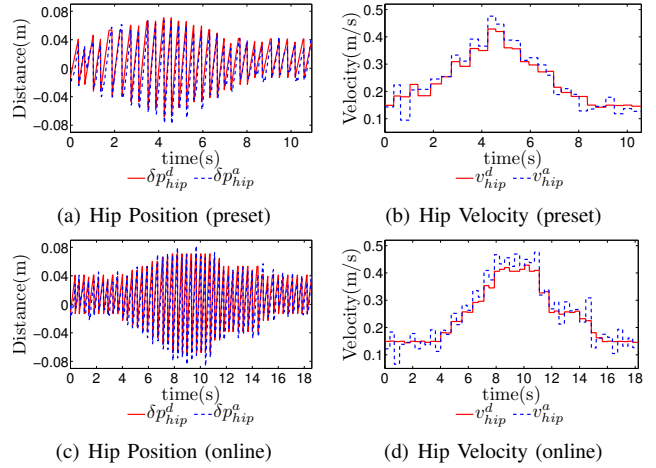 Distance(m)
0.08
0.04
0
−0.04
−0.08
0 2 4 6 8 10
time(s)
δp^d_hip δp^a_hip
(a) Hip Position (preset)
Velocity(m/s)
0.5
0.4
0.3
0.2
0.1
0 2 4 6 8 10
time(s)
v^d_hip v^a_hip
(b) Hip Velocity (preset)
Distance(m)
0.08
0.04
0
−0.04
−0.08
0 2 4 6 8 10 12 14 16 18
time(s)
δp^d_hip δp^a_hip
(c) Hip Position (online)
Velocity(m/s)
0.5
0.4
0.3
0.2
0.1
0 2 4 6 8 10 12 14 16 18
time(s)
v^d_hip v^a_hip
(d) Hip Velocity (online)